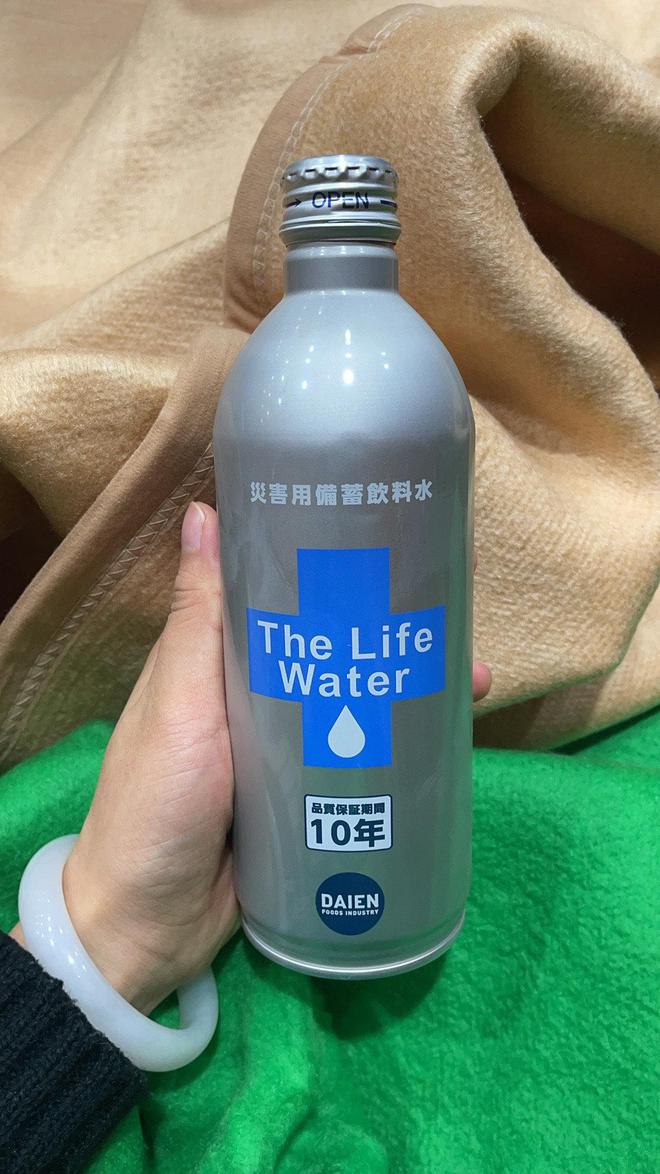 OPEN
災害用備蓄飲料水
The Life
Water
品質保証期間
10年
DAIEN
FOODS INDUSTRY